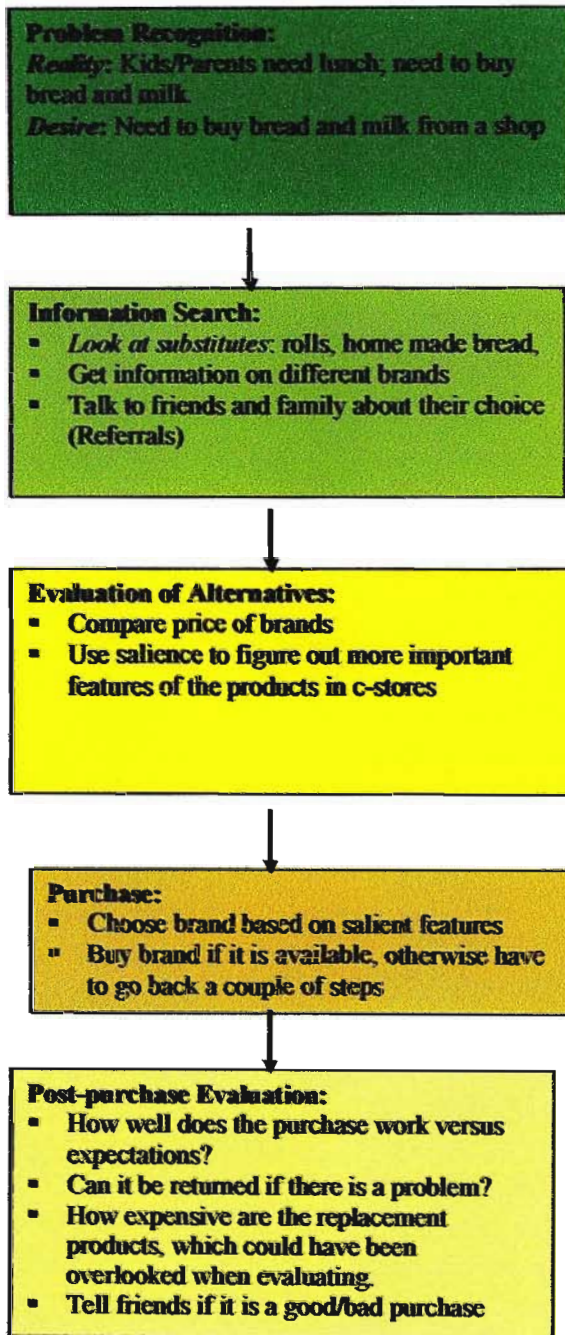 Problem Recognition:
Reality: Kids/Parents need lunch; need to buy
bread and milk
Desire: Need to buy bread and milk from a shop
Information Search:
▪ Look at substitutes: rolls, home made bread,
▪ Get information on different brands
▪ Talk to friends and family about their choice
(Referrals)
Evaluation of Alternatives:
▪ Compare price of brands
▪ Use salience to figure out more important
features of the products in c-stores
Purchase:
▪ Choose brand based on salient features
▪ Buy brand if it is available, otherwise have
to go back a couple of steps
Post-purchase Evaluation:
▪ How well does the purchase work versus
expectations?
▪ Can it be returned if there is a problem?
▪ How expensive are the replacement
products, which could have been
overlooked when evaluating.
▪ Tell friends if it is a good/bad purchase